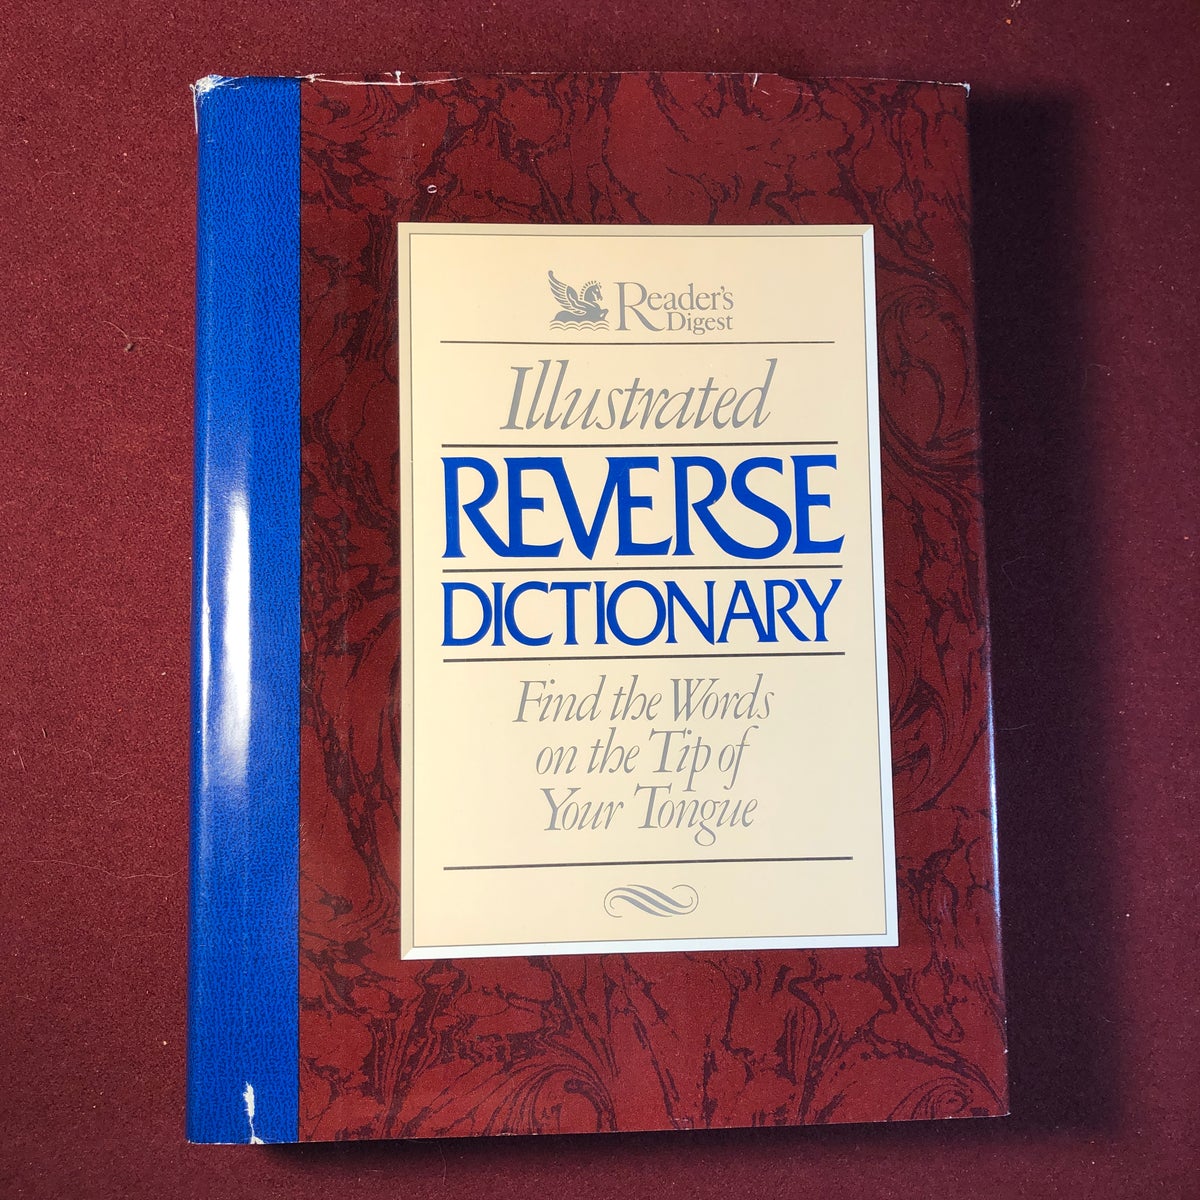 Reader's
Digest
Illustrated
REVERSE
DICTIONARY
Find the Words
on the Tip of
Your Tongue